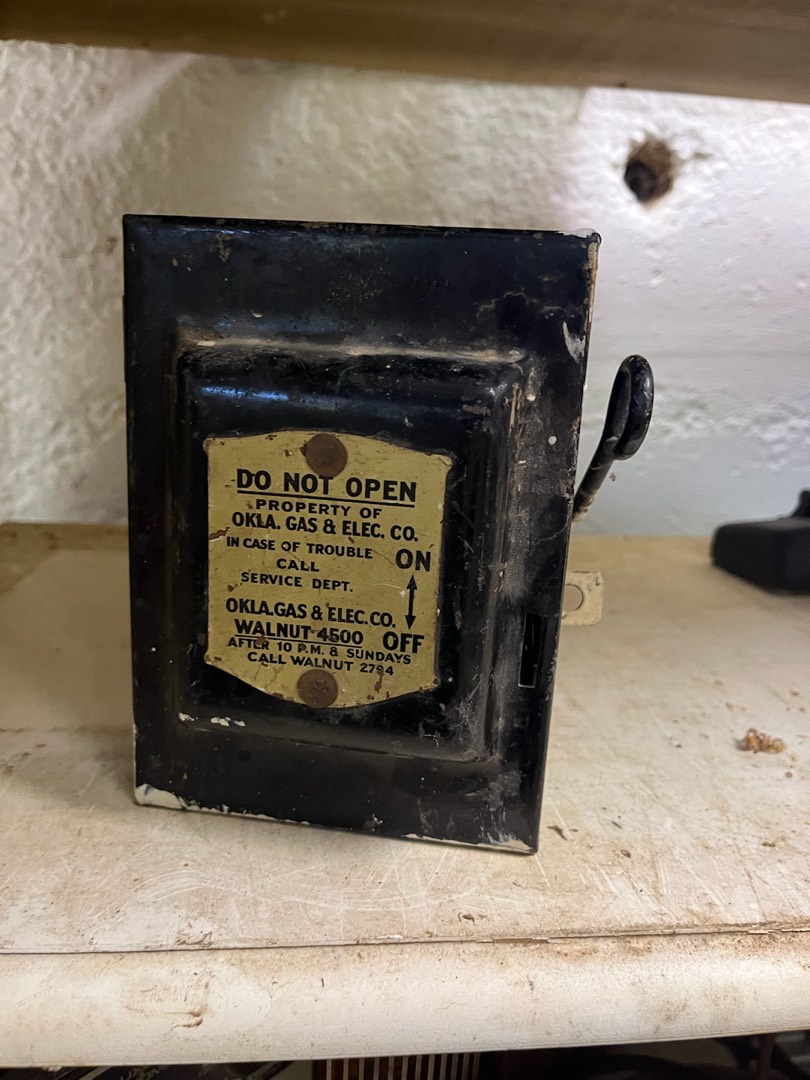 DO NOT OPEN
PROPERTY OF
OKLA. GAS & ELEC. CO.
IN CASE OF TROUBLE
CALL
SERVICE DEPT.
ON
OKLA. GAS & ELEC. CO.
WALNUT 4500
OFF
AFTER 10 P.M. & SUNDAYS
CALL WALNUT 2794